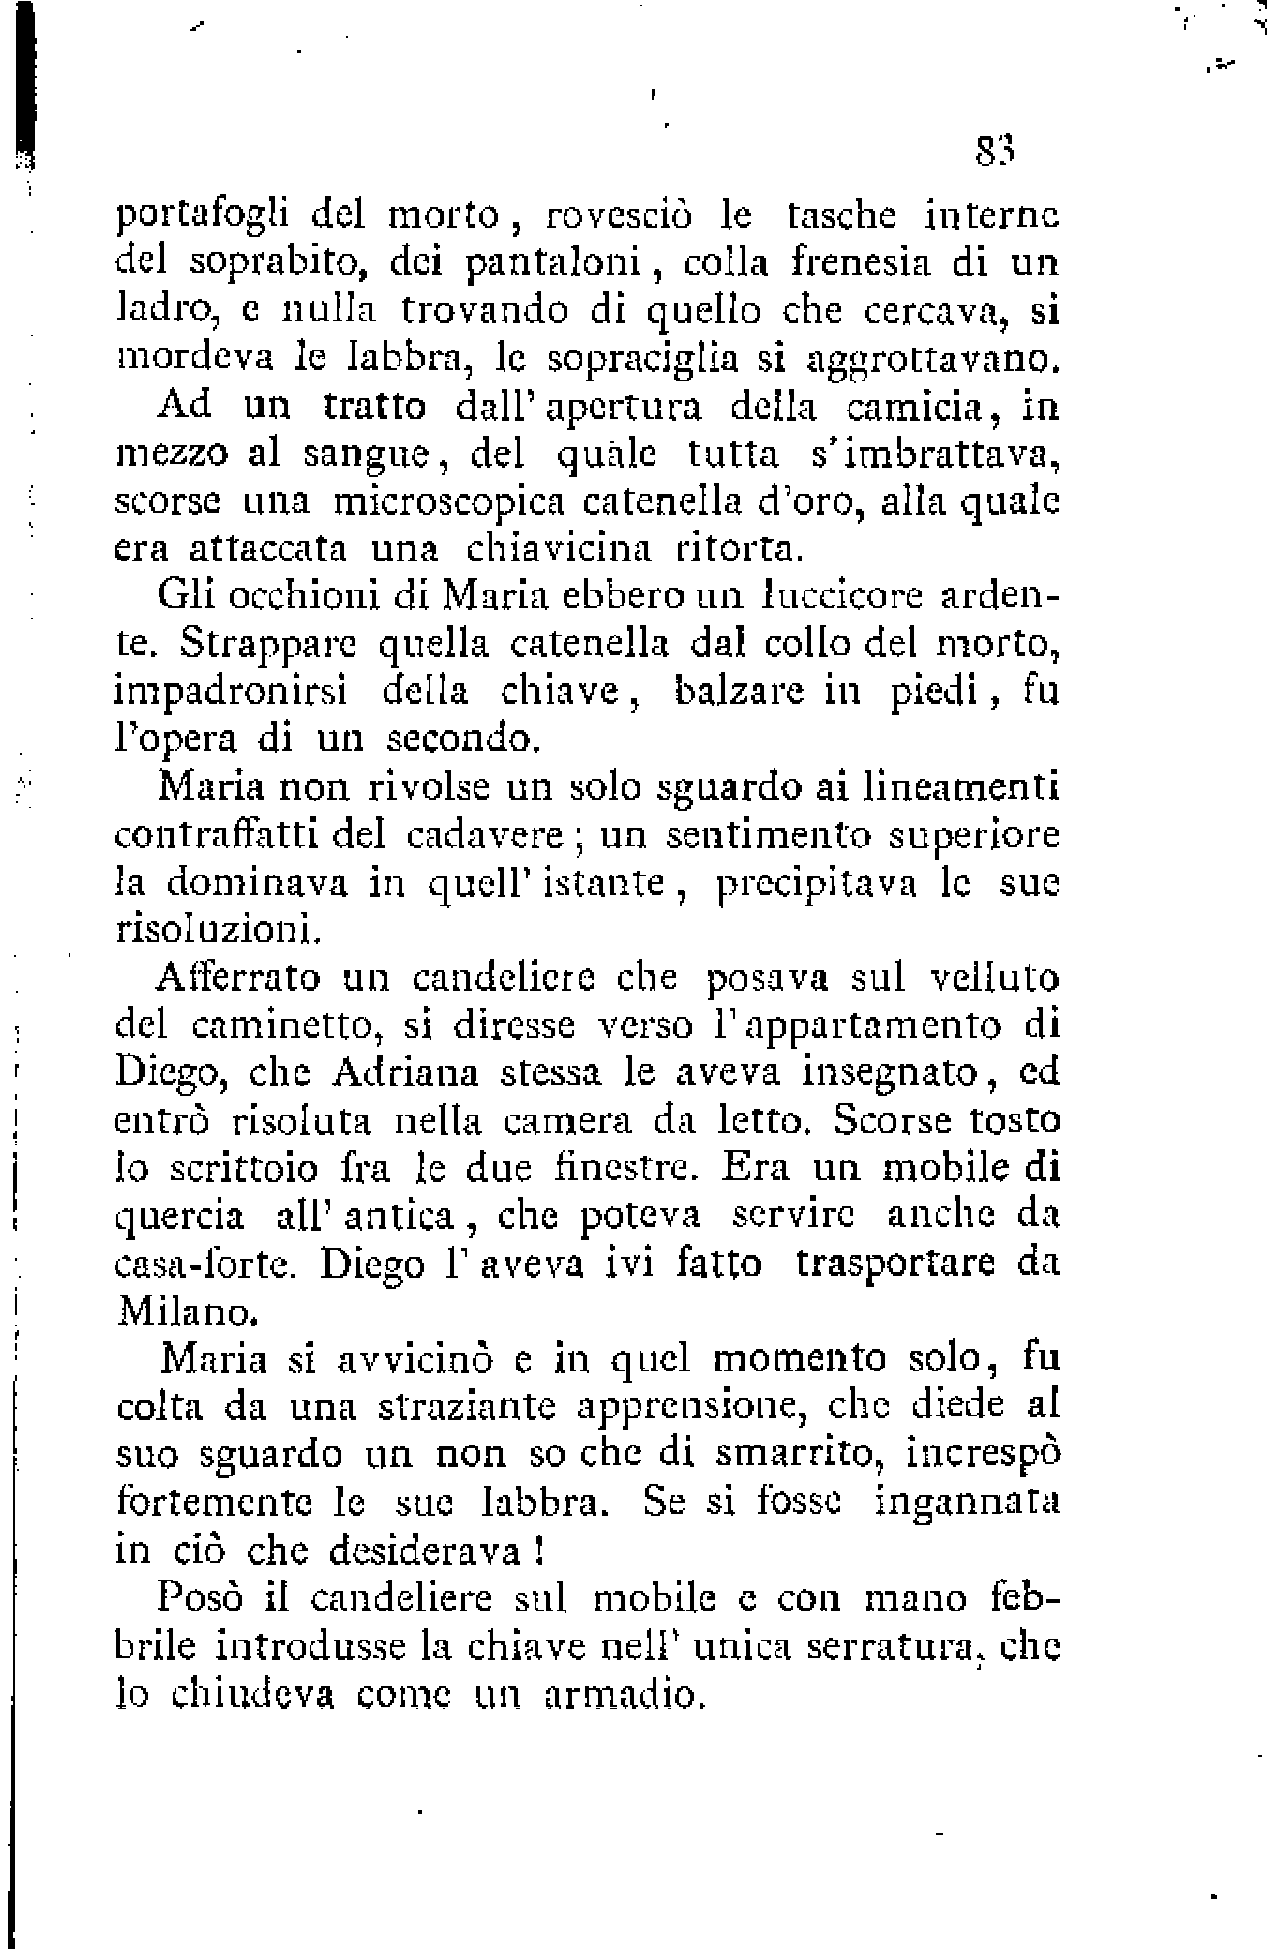 83
portafogli del morto, rovesciò le tasche interne
del soprabito, dei pantaloni, colla frenesia di un
ladro, e nulla trovando di quello che cercava, si
mordeva le labbra, le sopraciglia si aggrottavano.
Ad un tratto dall' apertura della camicia, in
mezzo al sangue, del quale tutta s'imbrattava,
scorse una microscopica catenella d'oro, alla quale
era attaccata una chiavicina ritorta.
Gli occhioni di Maria ebbero un luccicore arden-
te. Strappare quella catenella dal collo del morto,
impadronirsi della chiave, balzare in piedi, fu
l'opera di un secondo.
Maria non rivolse un solo sguardo ai lineamenti
contraffatti del cadavere; un sentimento superiore
la dominava in quell' istante, precipitava le sue
risoluzioni.
Afferrato un candeliere che posava sul velluto
del caminetto, si diresse verso l'appartamento di
Diego, che Adriana stessa le aveva insegnato, ed
entrò risoluta nella camera da letto. Scorse tosto
lo scrittoio fra le due finestre. Era un mobile di
quercia all' antica, che poteva servire anche da
casa-forte. Diego l' aveva ivi fatto trasportare da
Milano.
Maria si avvicinò e in quel momento solo, fu
colta da una straziante apprensione, che diede al
suo sguardo un non so che di smarrito, increspò
fortemente le sue labbra. Se si fosse ingannata
in ciò che desiderava!
Posò il candeliere sul mobile e con mano feb-
brile introdusse la chiave nell' unica serratura, che
lo chiudeva come un armadio.